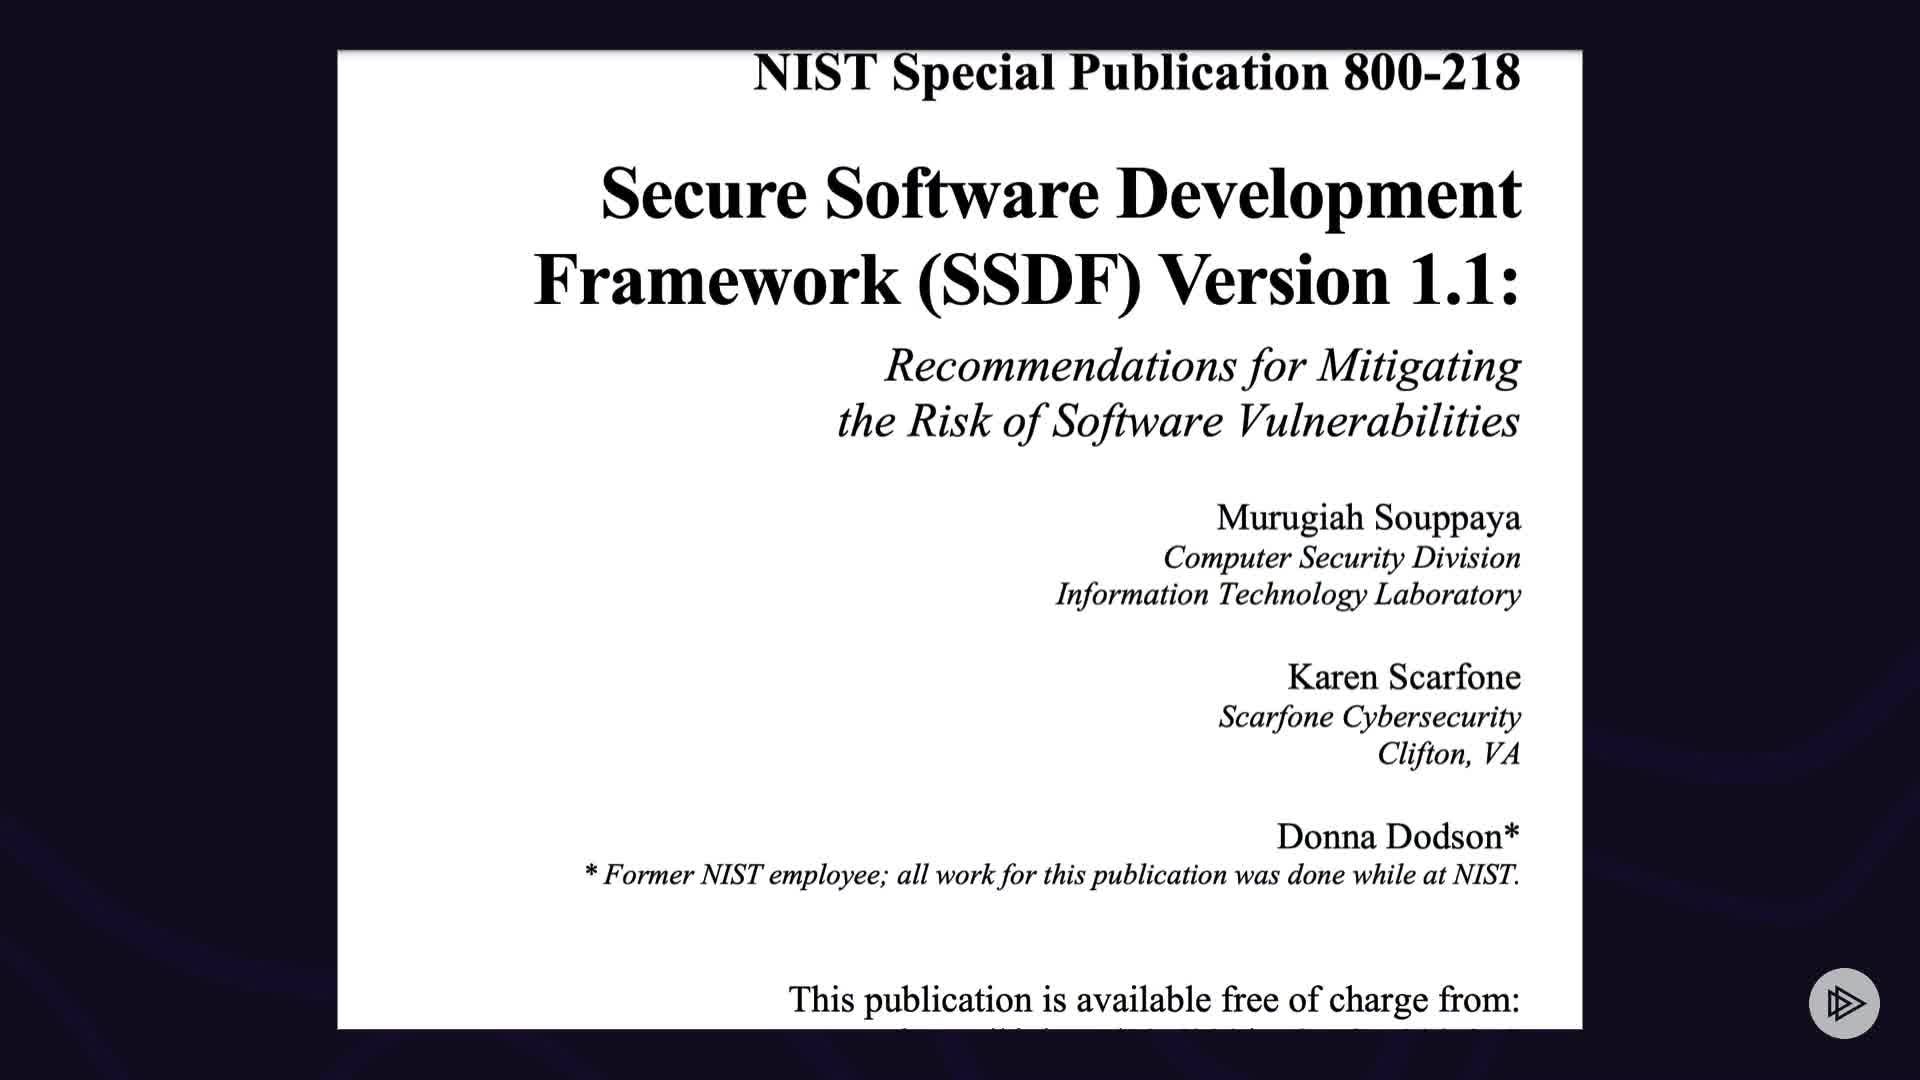 NIST Special Publication 800-218
Secure Software Development
Framework (SSDF) Version 1.1:
Recommendations for Mitigating
the Risk of Software Vulnerabilities
Murugiah Souppaya
Computer Security Division
Information Technology Laboratory
Karen Scarfone
Scarfone Cybersecurity
Clifton, VA
Donna Dodson*
* Former NIST employee; all work for this publication was done while at NIST.
This publication is available free of charge from: